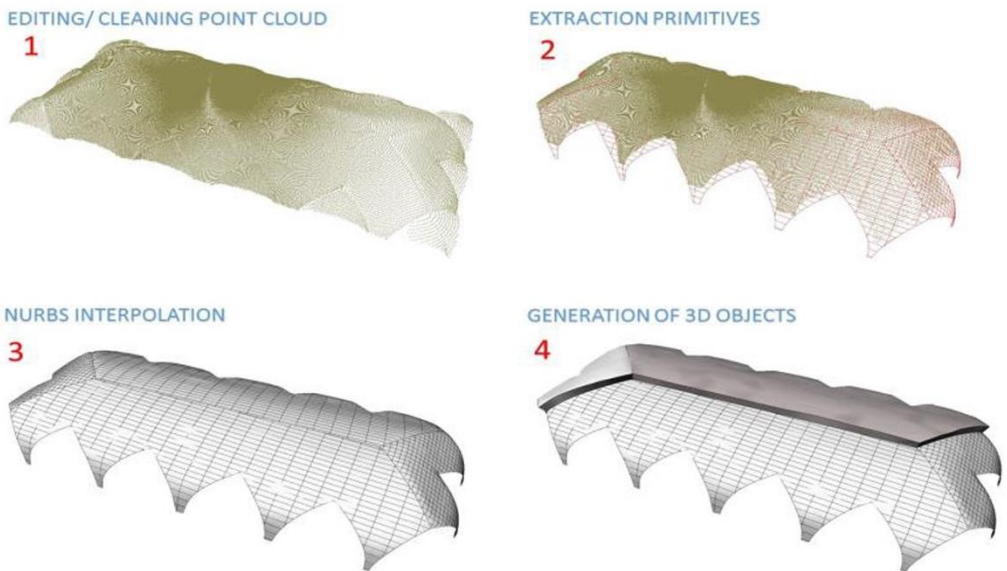 EDITING/ CLEANING POINT CLOUD
1
EXTRACTION PRIMITIVES
2
NURBS INTERPOLATION
3
GENERATION OF 3D OBJECTS
4